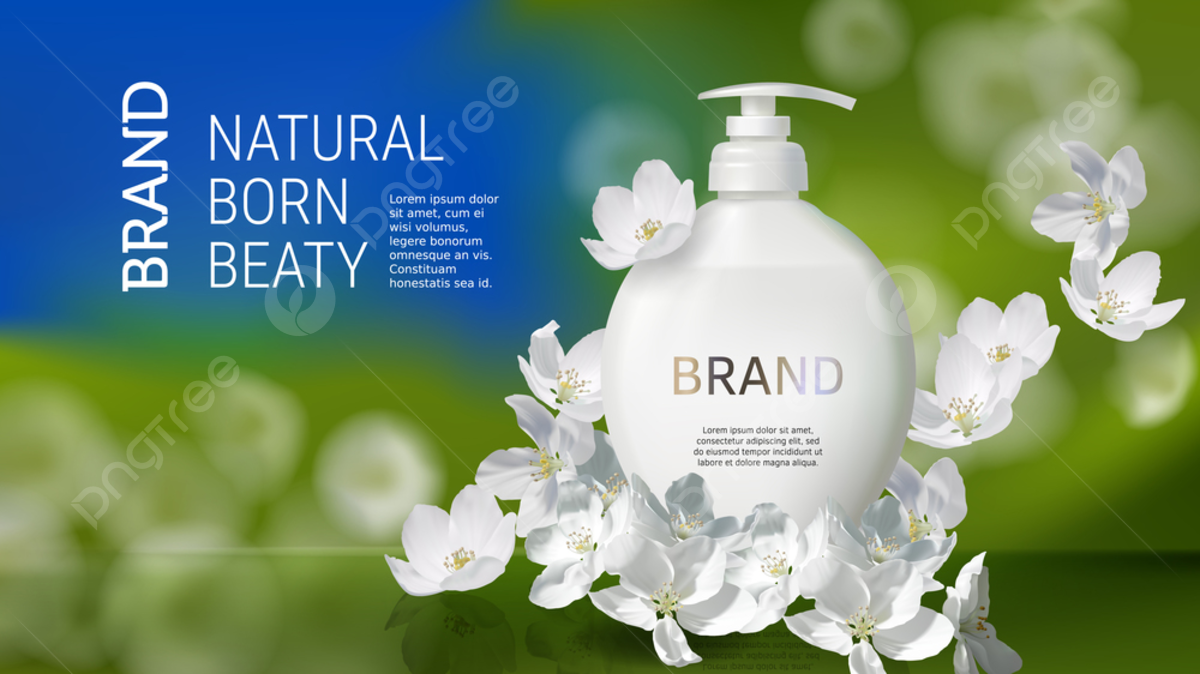 BRAND
NATURAL
BORN
BEATY
Lorem ipsum dolor
sit amet, cum ei
wisi volumus,
legere bonorum
omnesque an vis.
Constituam
honestatis sea id.
BRAND
Lorem ipsum dolor sit amet,
consectetur adipiscing elit, sed
do eiusmod tempor incididunt ut
labore et dolore magna aliqua.
pngtree
pngtree
pngtree